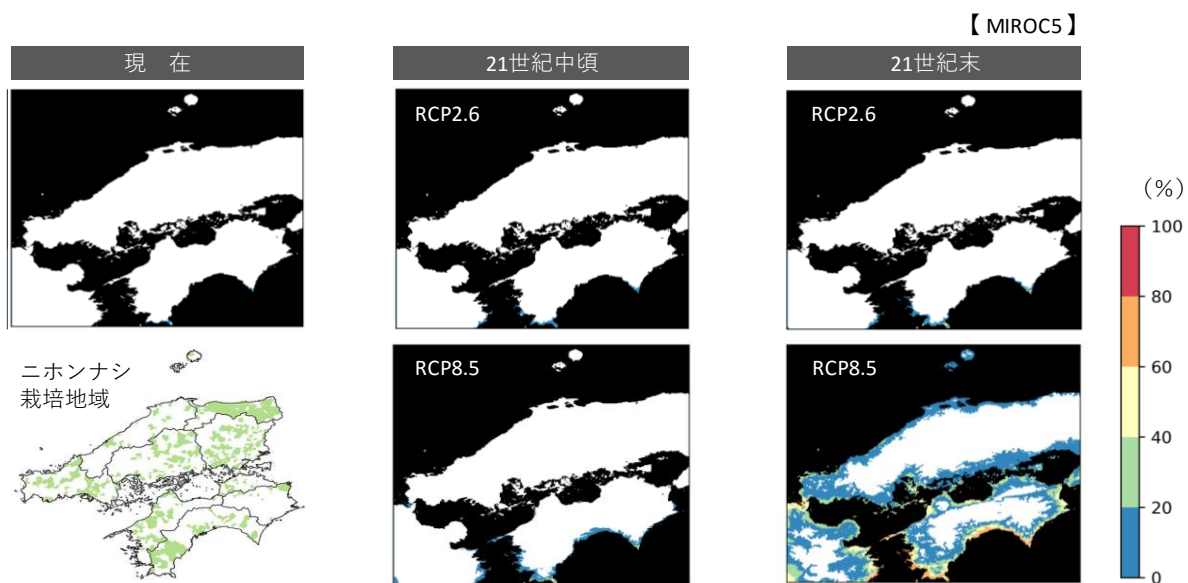 【 MIROC5 】
現　在
21世紀中頃
21世紀末
RCP2.6
RCP2.6
(%)
100
80
60
40
20
0
ニホンナシ
栽培地域
RCP8.5
RCP8.5